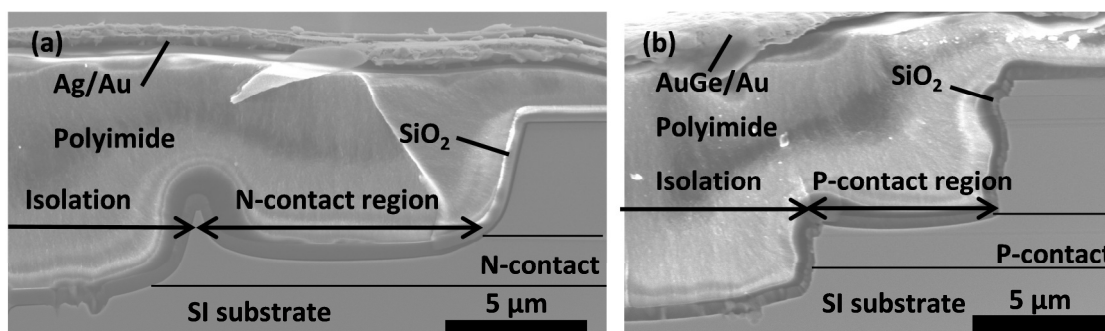 (a)
Ag/Au
Polyimide
SiO₂
Isolation
N-contact region
N-contact
SI substrate
5 μm
(b)
AuGe/Au
SiO₂
Polyimide
Isolation
P-contact region
P-contact
SI substrate
5 μm